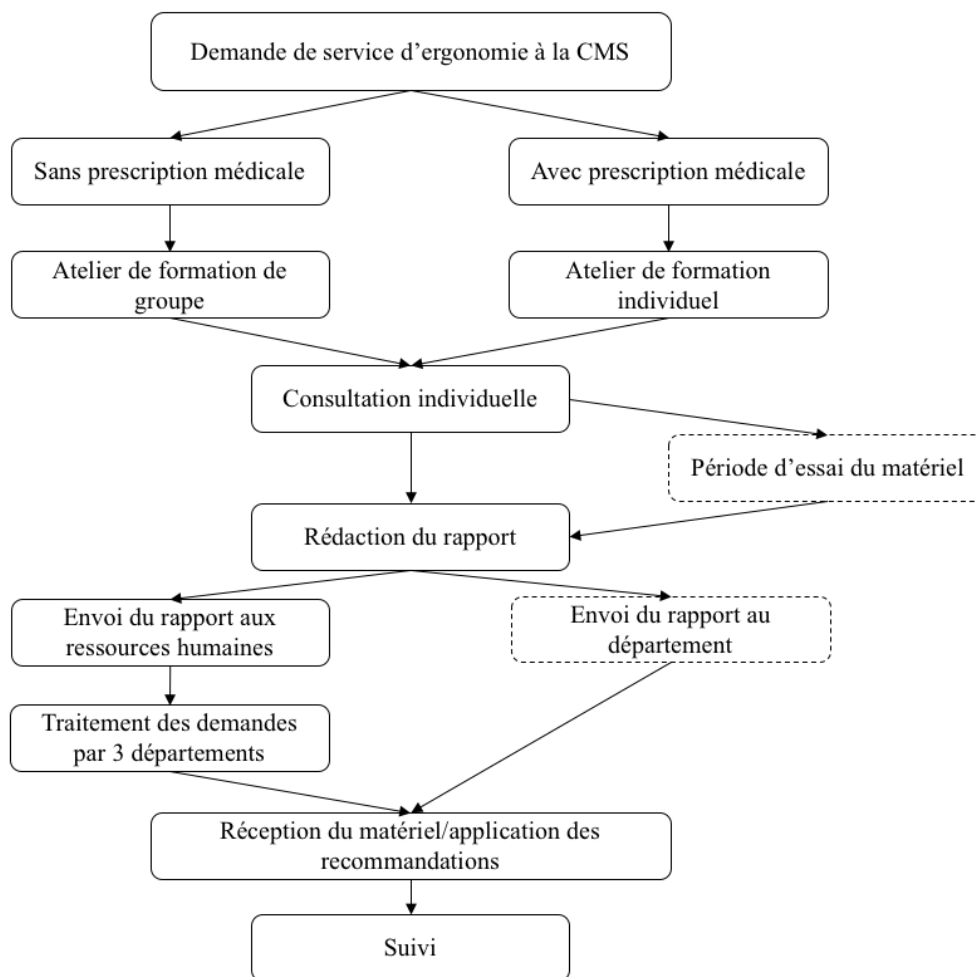 Demande de service d’ergonomie à la CMS
Sans prescription médicale
Avec prescription médicale
Atelier de formation de
groupe
Atelier de formation
individuel
Consultation individuelle
Période d’essai du matériel
Rédaction du rapport
Envoi du rapport aux
ressources humaines
Envoi du rapport au
département
Traitement des demandes
par 3 départements
Réception du matériel/application des
recommandations
Suivi